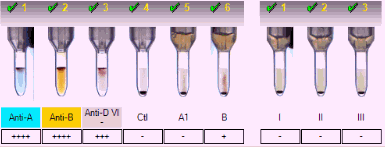 1 2 3 4 5 6 1 2 3
Anti-A Anti-B Anti-D VI Ctl A1 B I II III
-
++++ ++++ +++ - - + - - -